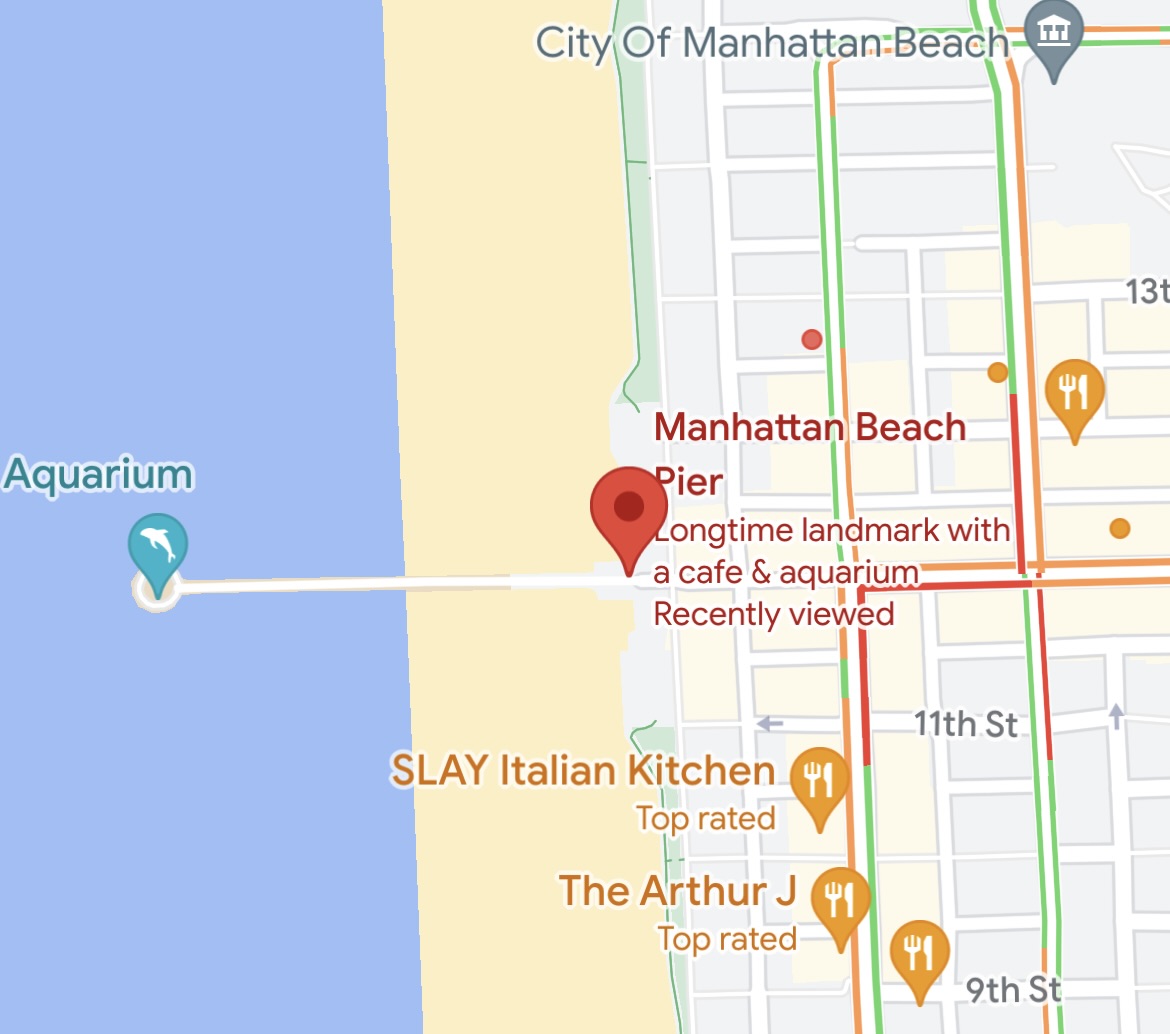 City Of Manhattan Beach
13t
Manhattan Beach
Pier
Longtime landmark with
a cafe & aquarium
Recently viewed
Aquarium
11th St
SLAY Italian Kitchen
Top rated
The Arthur J
Top rated
9th St